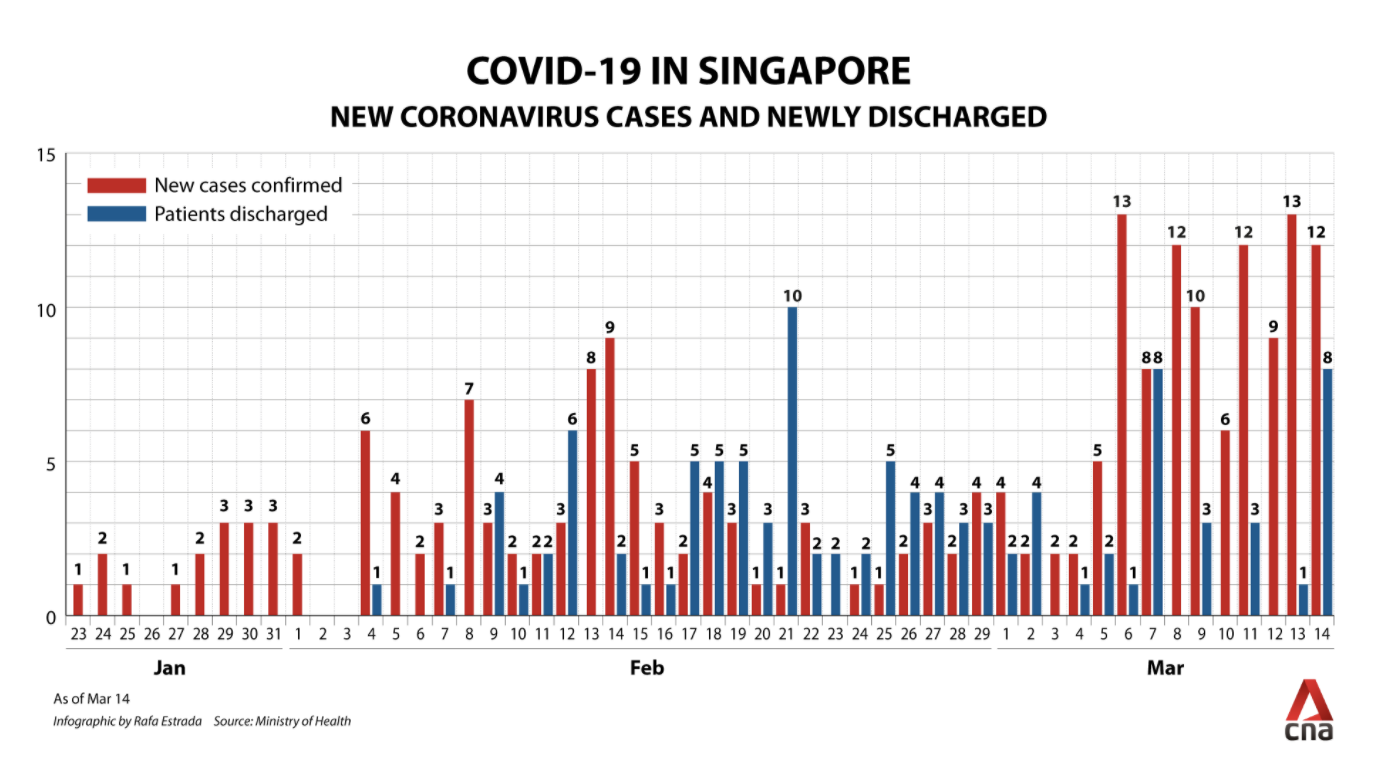 COVID-19 IN SINGAPORE
NEW CORONAVIRUS CASES AND NEWLY DISCHARGED
15
New cases confirmed
Patients discharged
10
5
0
1 2 1 1 2 3 3 3 2 6 1 4 2 3 1 7 3 4 2 1 2 2 3 6 8 9 2 5 1 3 1 2 5 4 5 3 5 1 3 1 10 3 2 2 1 2 1 5 2 4 3 4 2 3 4 3 4 2 2 4 2 2 1 5 2 13 1 8 8 12 10 3 6 12 3 9 13 1 12 8
23 24 25 26 27 28 29 30 31 1 2 3 4 5 6 7 8 9 10 11 12 13 14 15 16 17 18 19 20 21 22 23 24 25 26 27 28 29 1 2 3 4 5 6 7 8 9 10 11 12 13 14
Jan Feb Mar
As of Mar 14
Infographic by Rafa Estrada Source: Ministry of Health
cna